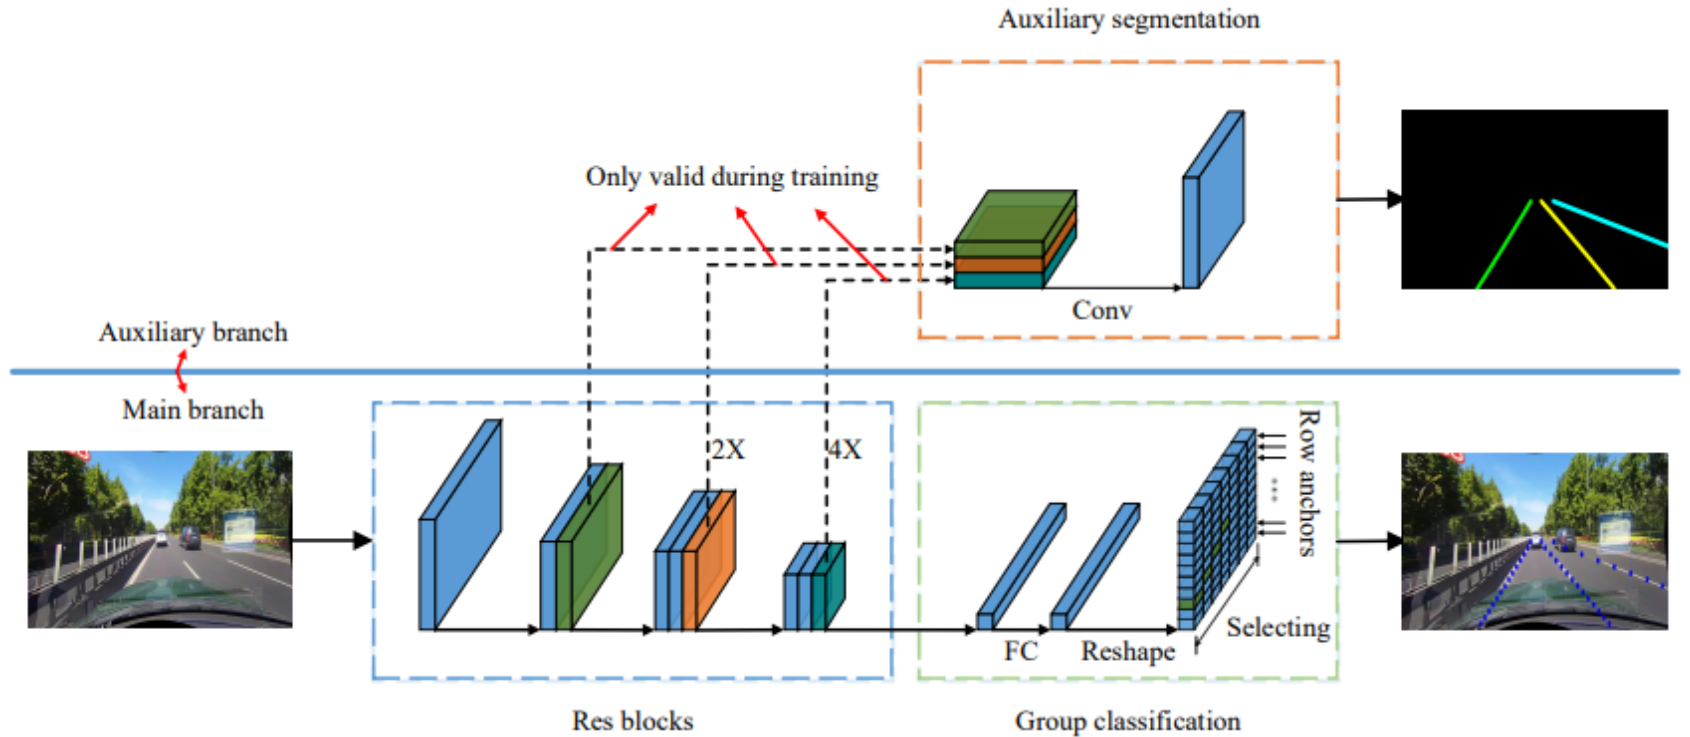 Auxiliary segmentation
Only valid during training
Conv
Auxiliary branch
Main branch
2X
4X
Row anchors
FC
Reshape
Selecting
Res blocks
Group classification